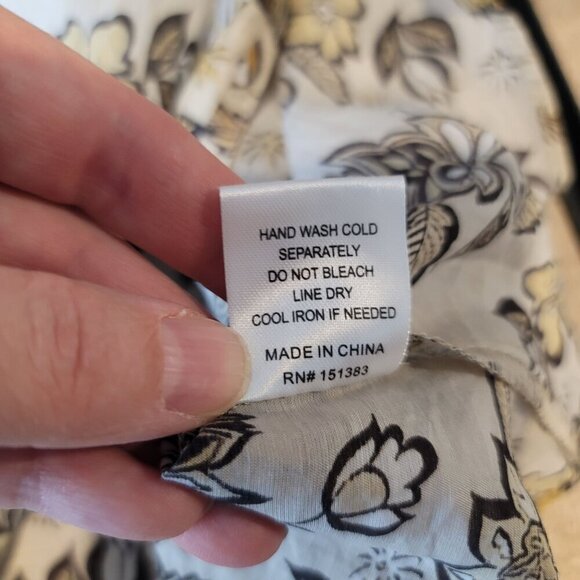 HAND WASH COLD
SEPARATELY
DO NOT BLEACH
LINE DRY
COOL IRON IF NEEDED
MADE IN CHINA
RN# 151383